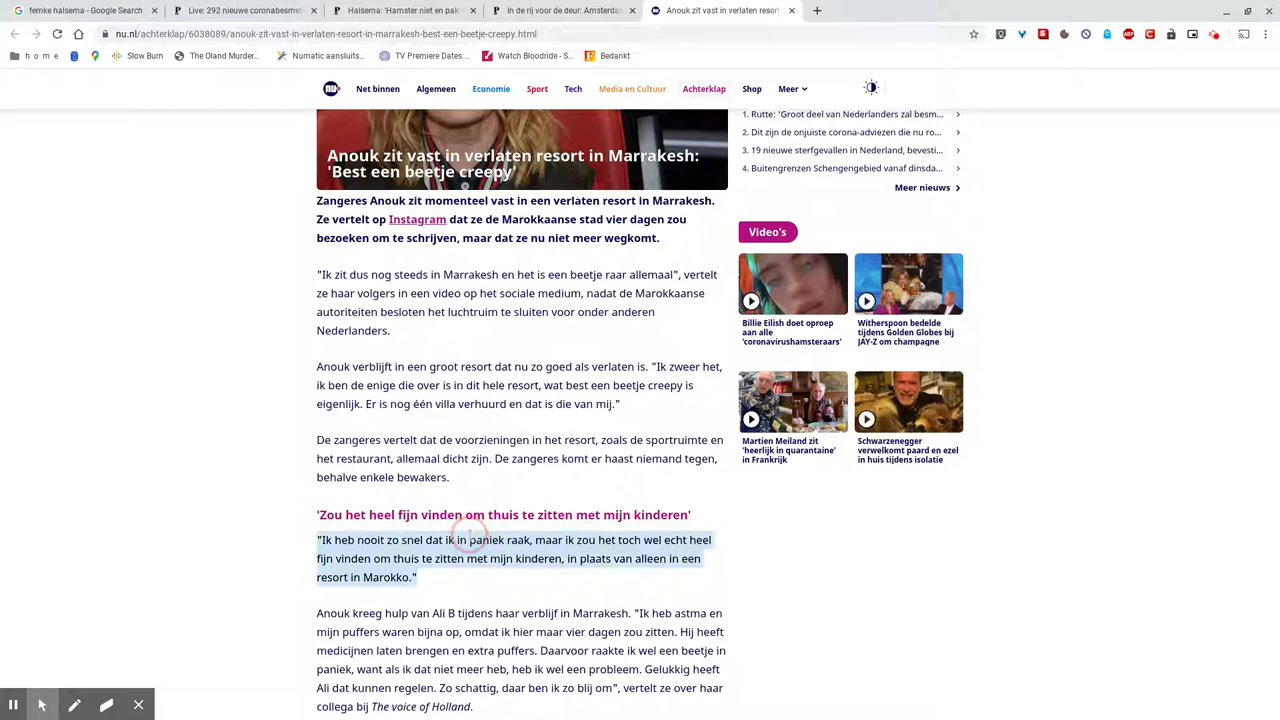 femke halsema - Google Search
Live: 292 nieuwe coronabesmet
Halsema: 'Hamster niet en pak
In de rij voor de deur: Amsterda
Anouk zit vast in verlaten resort
nu.nl/achterklap/6038089/anouk-zit-vast-in-verlaten-resort-in-marrakesh-best-een-beetje-creepy.html
h o m e
Slow Burn
The Oland Murder...
Numatic aansluitin...
TV Premiere Dates:...
Watch Bloodride - S...
Bedankt
nu
Net binnen
Algemeen
Economie
Sport
Tech
Media en Cultuur
Achterklap
Shop
Meer
Anouk zit vast in verlaten resort in Marrakesh:
'Best een beetje creepy'
Zangeres Anouk zit momenteel vast in een verlaten resort in Marrakesh.
Ze vertelt op Instagram dat ze de Marokkaanse stad vier dagen zou
bezoeken om te schrijven, maar dat ze nu niet meer wegkomt.
"Ik zit dus nog steeds in Marrakesh en het is een beetje raar allemaal", vertelt
ze haar volgers in een video op het sociale medium, nadat de Marokkaanse
autoriteiten besloten het luchtruim te sluiten voor onder anderen
Nederlanders.
Anouk verblijft in een groot resort dat nu zo goed als verlaten is. "Ik zweer het,
ik ben de enige die over is in dit hele resort, wat best een beetje creepy is
eigenlijk. Er is nog één villa verhuurd en dat is die van mij."
De zangeres vertelt dat de voorzieningen in het resort, zoals de sportruimte en
het restaurant, allemaal dicht zijn. De zangeres komt er haast niemand tegen,
behalve enkele bewakers.
'Zou het heel fijn vinden om thuis te zitten met mijn kinderen'
"Ik heb nooit zo snel dat ik in paniek raak, maar ik zou het toch wel echt heel
fijn vinden om thuis te zitten met mijn kinderen, in plaats van alleen in een
resort in Marokko."
Anouk kreeg hulp van Ali B tijdens haar verblijf in Marrakesh. "Ik heb astma en
mijn puffers waren bijna op, omdat ik hier maar vier dagen zou zitten. Hij heeft
medicijnen laten brengen en extra puffers. Daarvoor raakte ik wel een beetje in
paniek, want als ik dat niet meer heb, heb ik wel een probleem. Gelukkig heeft
Ali dat kunnen regelen. Zo schattig, daar ben ik zo blij om", vertelt ze over haar
collega bij The voice of Holland.
1. Rutte: 'Groot deel van Nederlanders zal besm...
2. Dit zijn de onjuiste corona-adviezen die nu ro...
3. 19 nieuwe sterfgevallen in Nederland, bevesti...
4. Buitengrenzen Schengengebied vanaf dinsda...
Meer nieuws
Video's
Billie Eilish doet oproep
aan alle
'coronavirushamsteraars'
Witherspoon bedelde
tijdens Golden Globes bij
JAY-Z om champagne
Martien Meiland zit
'heerlijk in quarantaine'
in Frankrijk
Schwarzenegger
verwelkomt paard en ezel
in huis tijdens isolatie